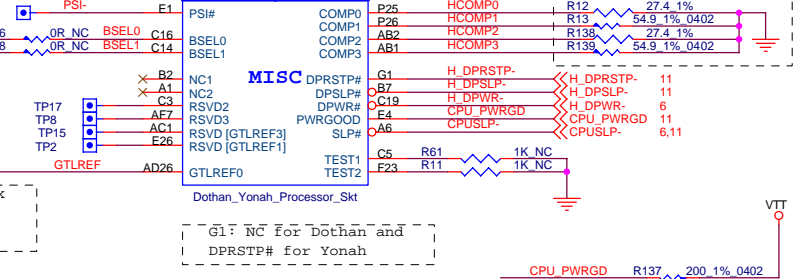 PSI- E1 PSI# COMP0 P25 HCOMP0 R12 27.4_1%
COMP1 P26 HCOMP1 R13 54.9_1%_0402
6 0R_NC BSEL0 C16 BSEL0 COMP2 AB2 HCOMP2 R138 27.4_1%
8 0R_NC BSEL1 C14 BSEL1 COMP3 AB1 HCOMP3 R139 54.9_1%_0402
MISC
B2 NC1 DPRSTP# G1 H_DPRSTP- H_DPRSTP- 11
A1 NC2 DPSLP# B7 H_DPSLP- H_DPSLP- 11
TP17 C3 RSVD2 DPWR# C19 H_DPWR- H_DPWR- 6
TP8 AF7 RSVD3 PWRGOOD E4 CPU_PWRGD CPU_PWRGD 11
TP15 AC1 RSVD [GTLREF3] SLP# A6 CPUSLP- CPUSLP- 6,11
TP2 E26 RSVD [GTLREF1]
TEST1 C5 R61 1K_NC
GTLREF AD26 GTLREF0 TEST2 F23 R11 1K_NC
Dothan_Yonah_Processor_Skt
k
VTT
G1: NC for Dothan and
DPRSTP# for Yonah
CPU_PWRGD R137 200_1%_0402